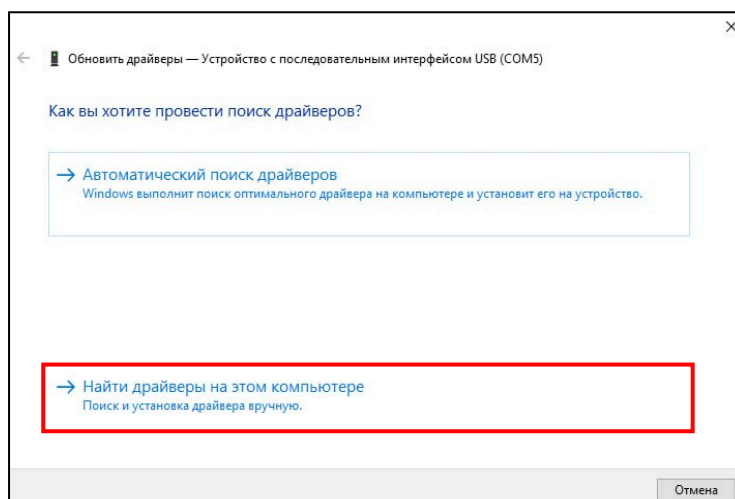 Обновить драйверы — Устройство с последовательным интерфейсом USB (COM5)
Как вы хотите провести поиск драйверов?
Автоматический поиск драйверов
Windows выполнит поиск оптимального драйвера на компьютере и установит его на устройство.
Найти драйверы на этом компьютере
Поиск и установка драйвера вручную.
Отмена